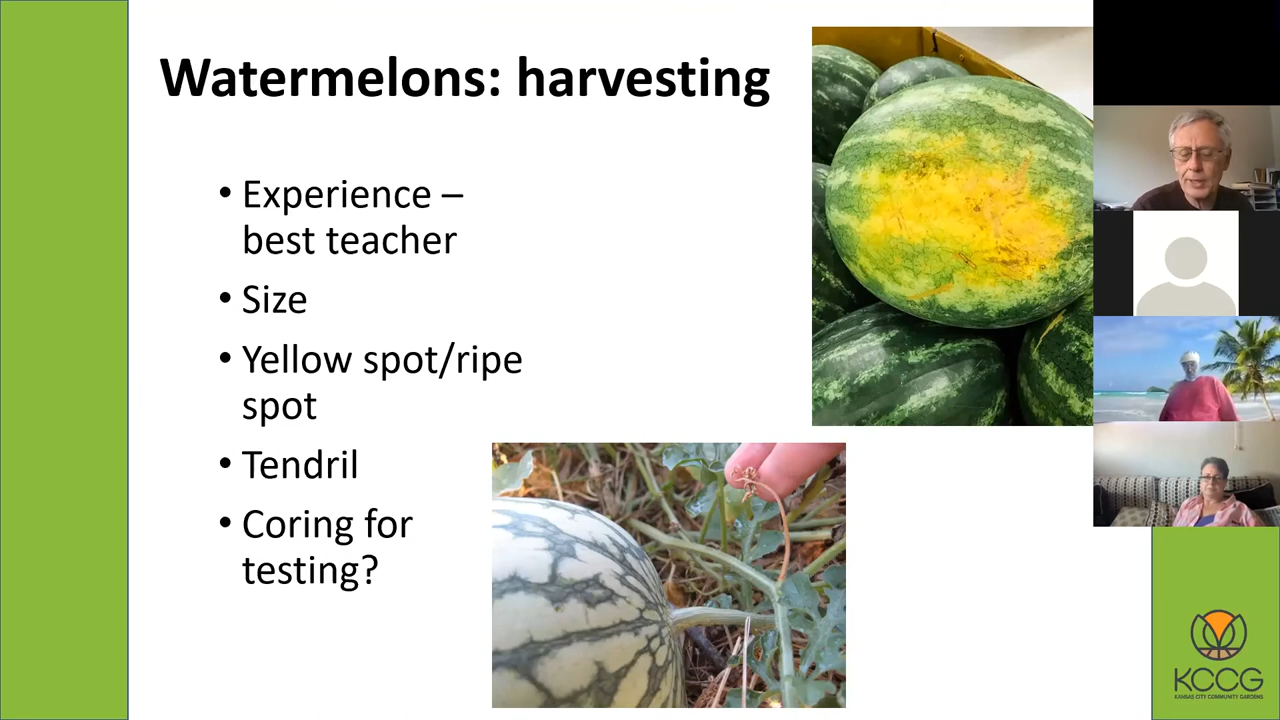 Watermelons: harvesting
• Experience –
best teacher
• Size
• Yellow spot/ripe
spot
• Tendril
• Coring for
testing?
KCCG
KANSAS CITY COMMUNITY GARDENS